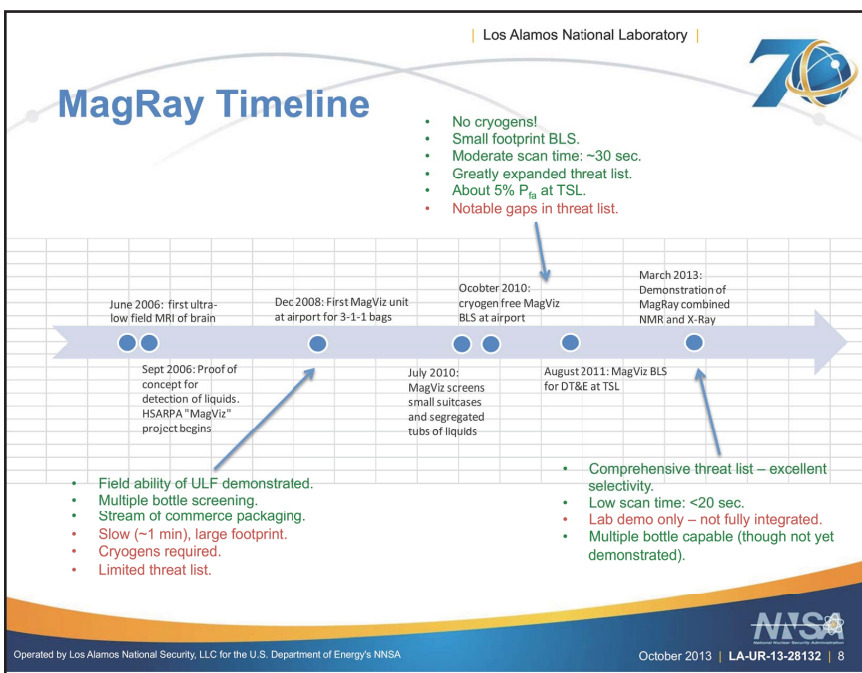 | Los Alamos National Laboratory |
70
MagRay Timeline
• No cryogens!
• Small footprint BLS.
• Moderate scan time: ~30 sec.
• Greatly expanded threat list.
• About 5% Pfa at TSL.
• Notable gaps in threat list.
June 2006: first ultra-
low field MRI of brain
Dec 2008: First MagViz unit
at airport for 3-1-1 bags
Ocobter 2010:
cryogen free MagViz
BLS at airport
March 2013:
Demonstration of
MagRay combined
NMR and X-Ray
Sept 2006: Proof of
concept for
detection of liquids.
HSARPA "MagViz"
project begins
July 2010:
MagViz screens
small suitcases
and segregated
tubs of liquids
August 2011: MagViz BLS
for DT&E at TSL
• Field ability of ULF demonstrated.
• Multiple bottle screening.
• Stream of commerce packaging.
• Slow (~1 min), large footprint.
• Cryogens required.
• Limited threat list.
• Comprehensive threat list – excellent
selectivity.
• Low scan time: <20 sec.
• Lab demo only – not fully integrated.
• Multiple bottle capable (though not yet
demonstrated).
NNSA
National Nuclear Security Administration
Operated by Los Alamos National Security, LLC for the U.S. Department of Energy's NNSA
October 2013 | LA-UR-13-28132 | 8